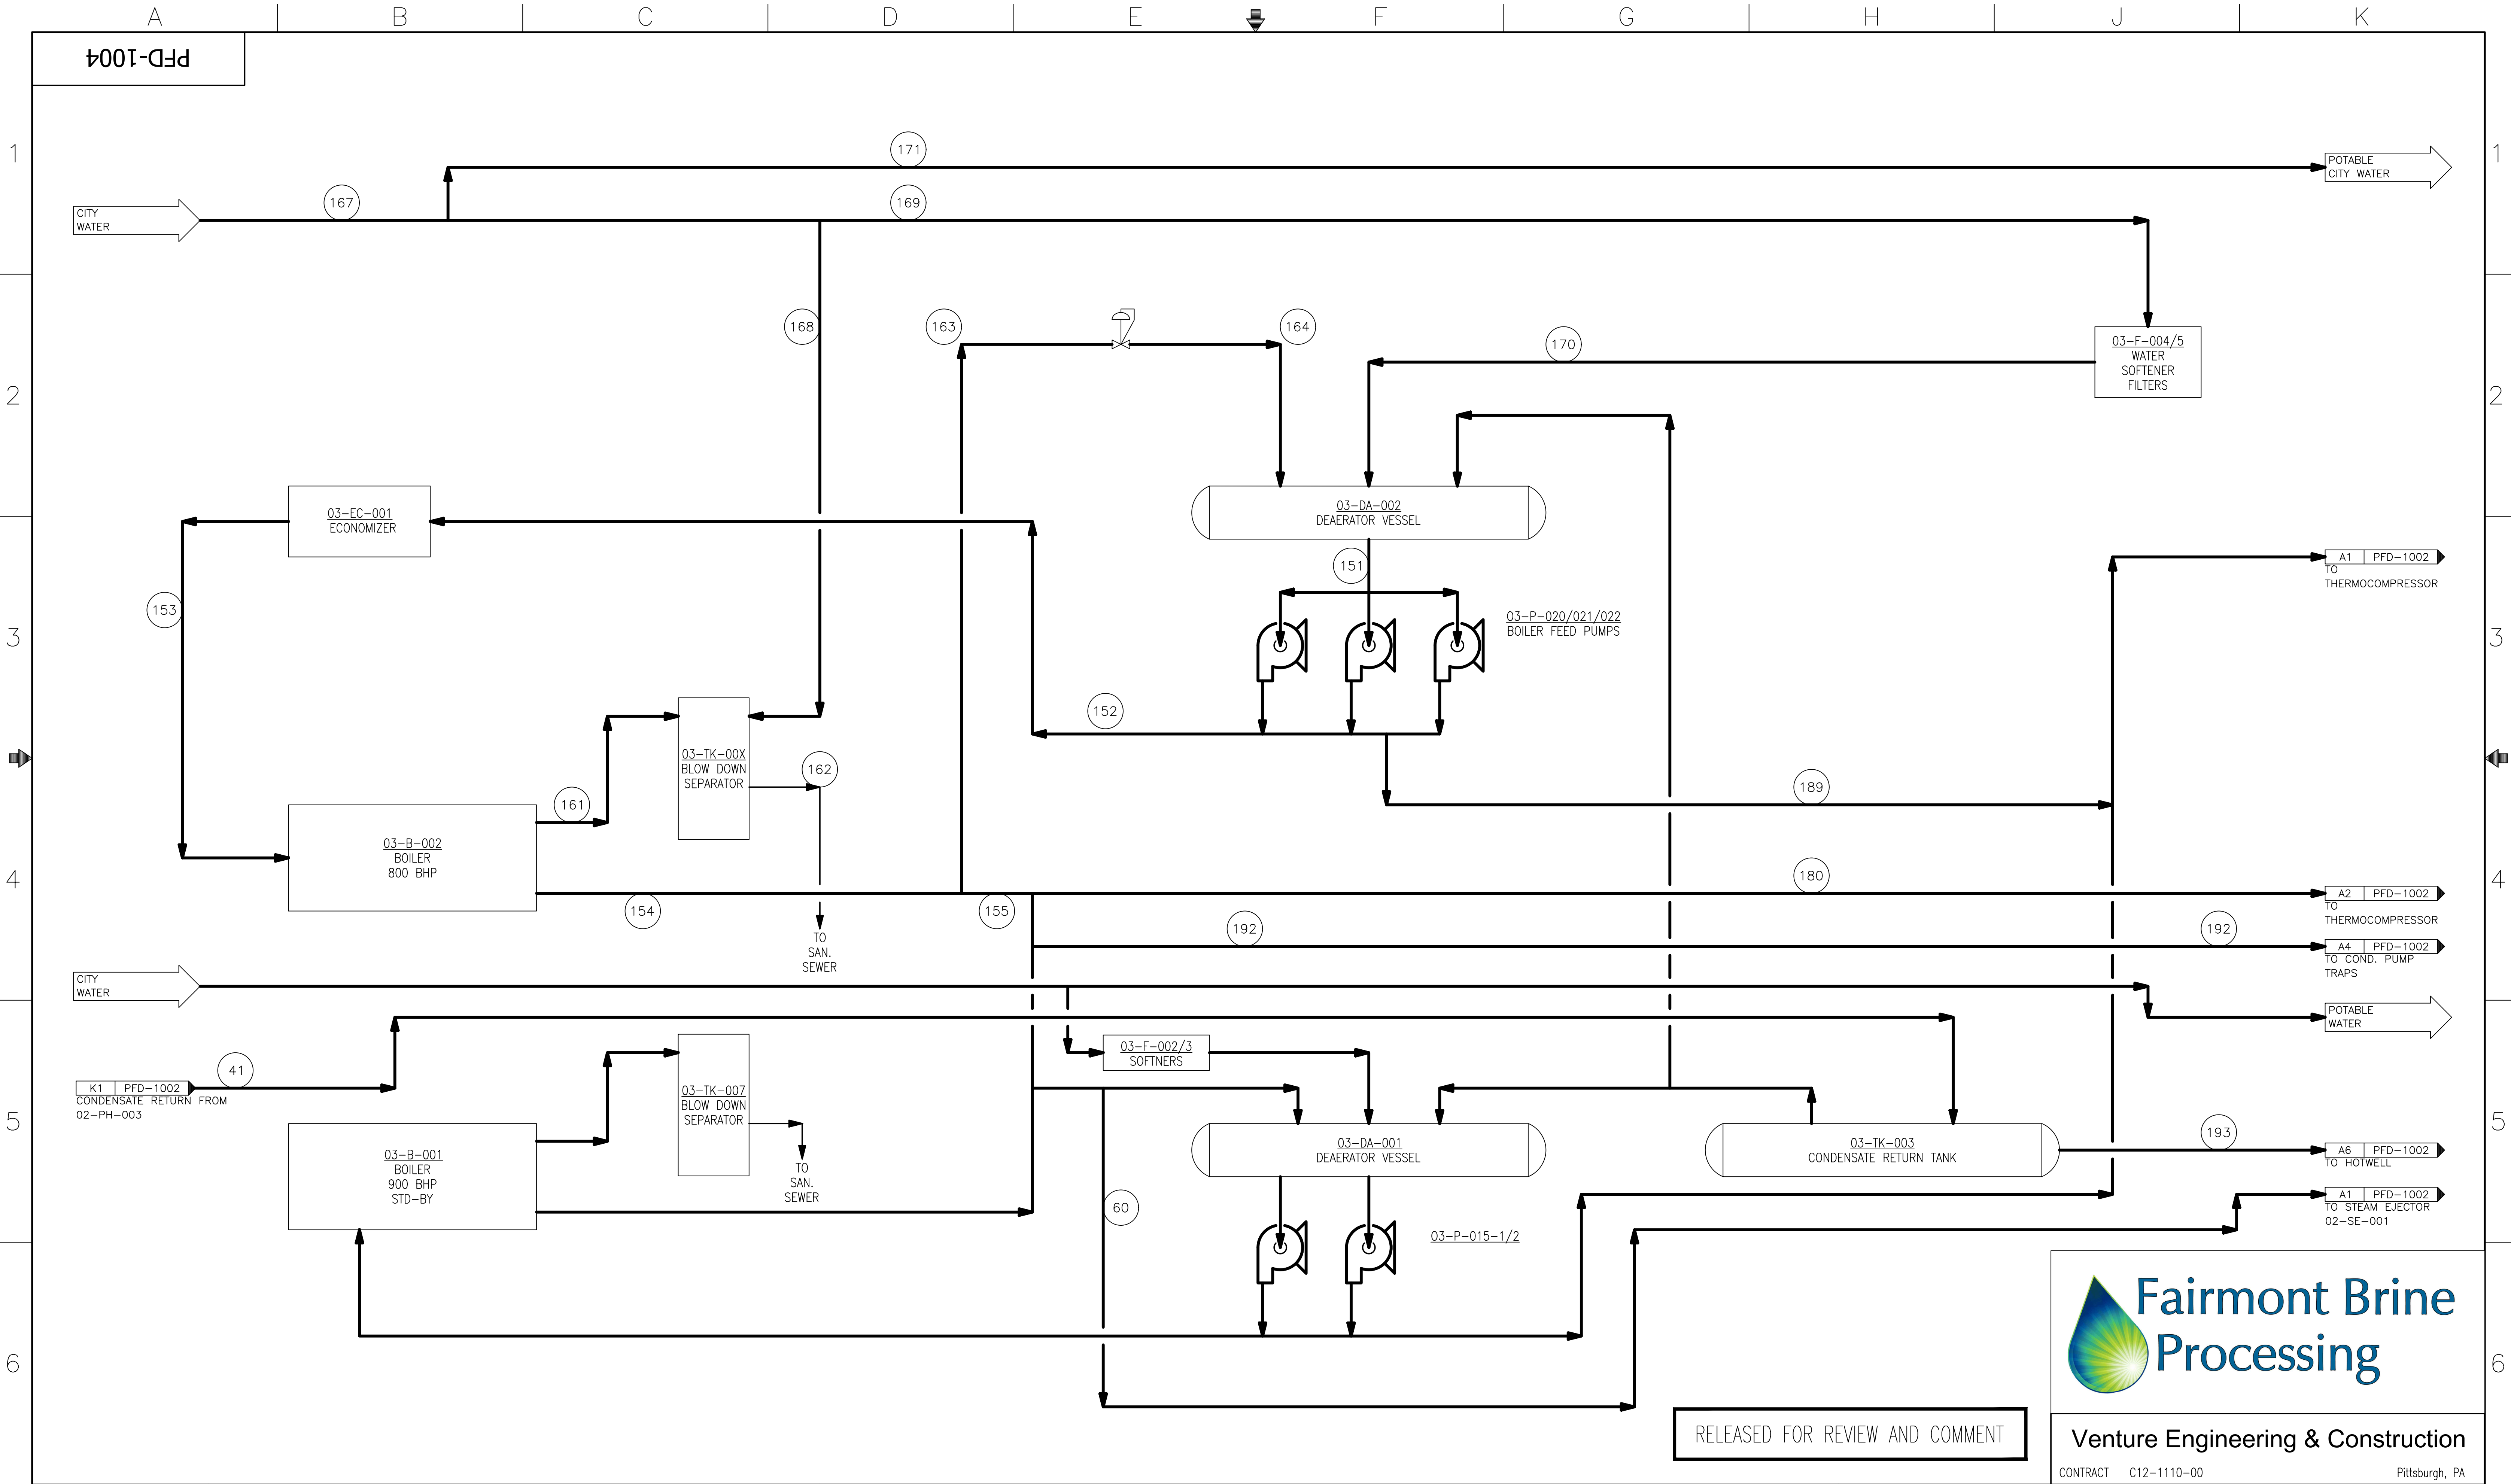 A B C D E F G H J K
PFD-1004
1 1
171
POTABLE
CITY WATER
167
169
CITY
WATER
168
163
164
170
03-F-004/5
WATER
SOFTENER
FILTERS
2 2
03-EC-001
ECONOMIZER
03-DA-002
DEAERATOR VESSEL
151
A1 PFD-1002
TO
THERMOCOMPRESSOR
153
03-P-020/021/022
BOILER FEED PUMPS
3 3
152
03-TK-00X
BLOW DOWN
SEPARATOR
162
161
189
03-B-002
BOILER
800 BHP
4 4
180
A2 PFD-1002
TO
THERMOCOMPRESSOR
154
155
192
192
TO
SAN.
SEWER
A4 PFD-1002
TO COND. PUMP
TRAPS
CITY
WATER
POTABLE
WATER
03-F-002/3
SOFTNERS
41
K1 PFD-1002
CONDENSATE RETURN FROM
02-PH-003
03-TK-007
BLOW DOWN
SEPARATOR
5 5
03-B-001
BOILER
900 BHP
STD-BY
TO
SAN.
SEWER
03-DA-001
DEAERATOR VESSEL
03-TK-003
CONDENSATE RETURN TANK
193
A6 PFD-1002
TO HOTWELL
60
A1 PFD-1002
TO STEAM EJECTOR
02-SE-001
03-P-015-1/2
6 6
Fairmont Brine
Processing
RELEASED FOR REVIEW AND COMMENT
Venture Engineering & Construction
CONTRACT C12-1110-00 Pittsburgh, PA